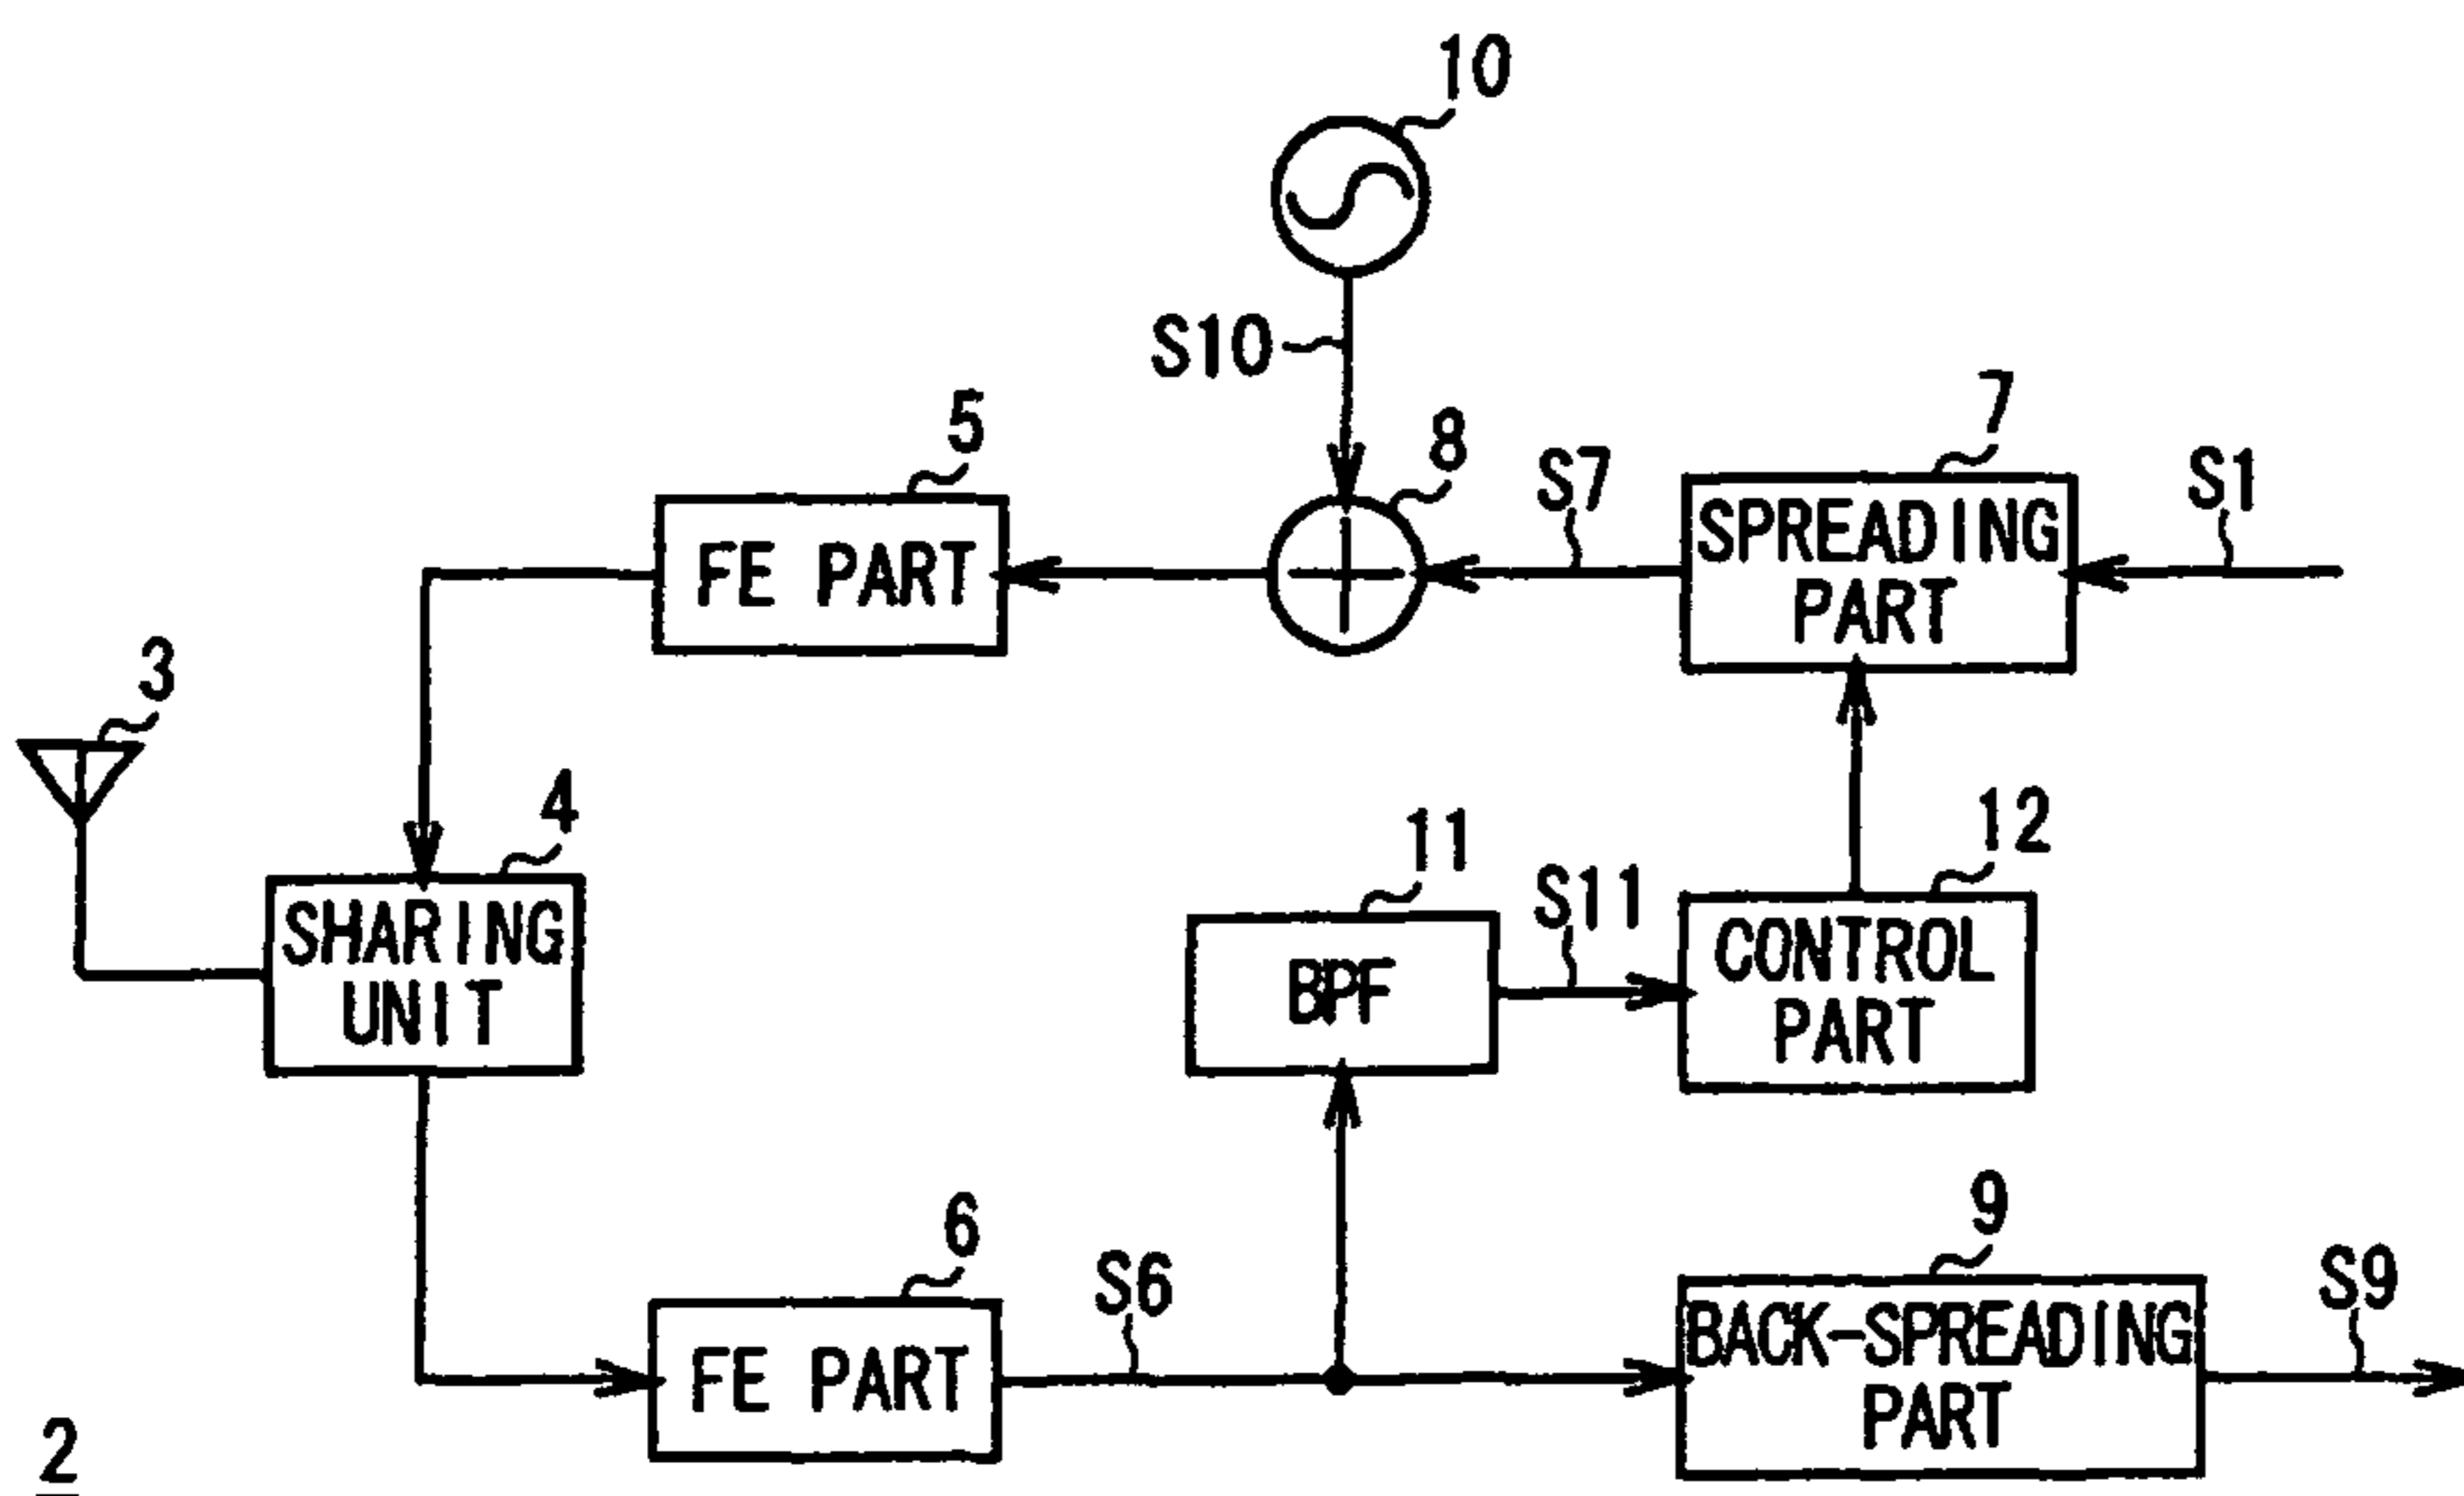 10
S10
5
8
S7
7
S1
FE PART
SPREADING
PART
3
4
11
S11
12
SHARING
UNIT
BPF
CONTROL
PART
6
S6
9
S9
FE PART
BACK-SPREADING
PART
2